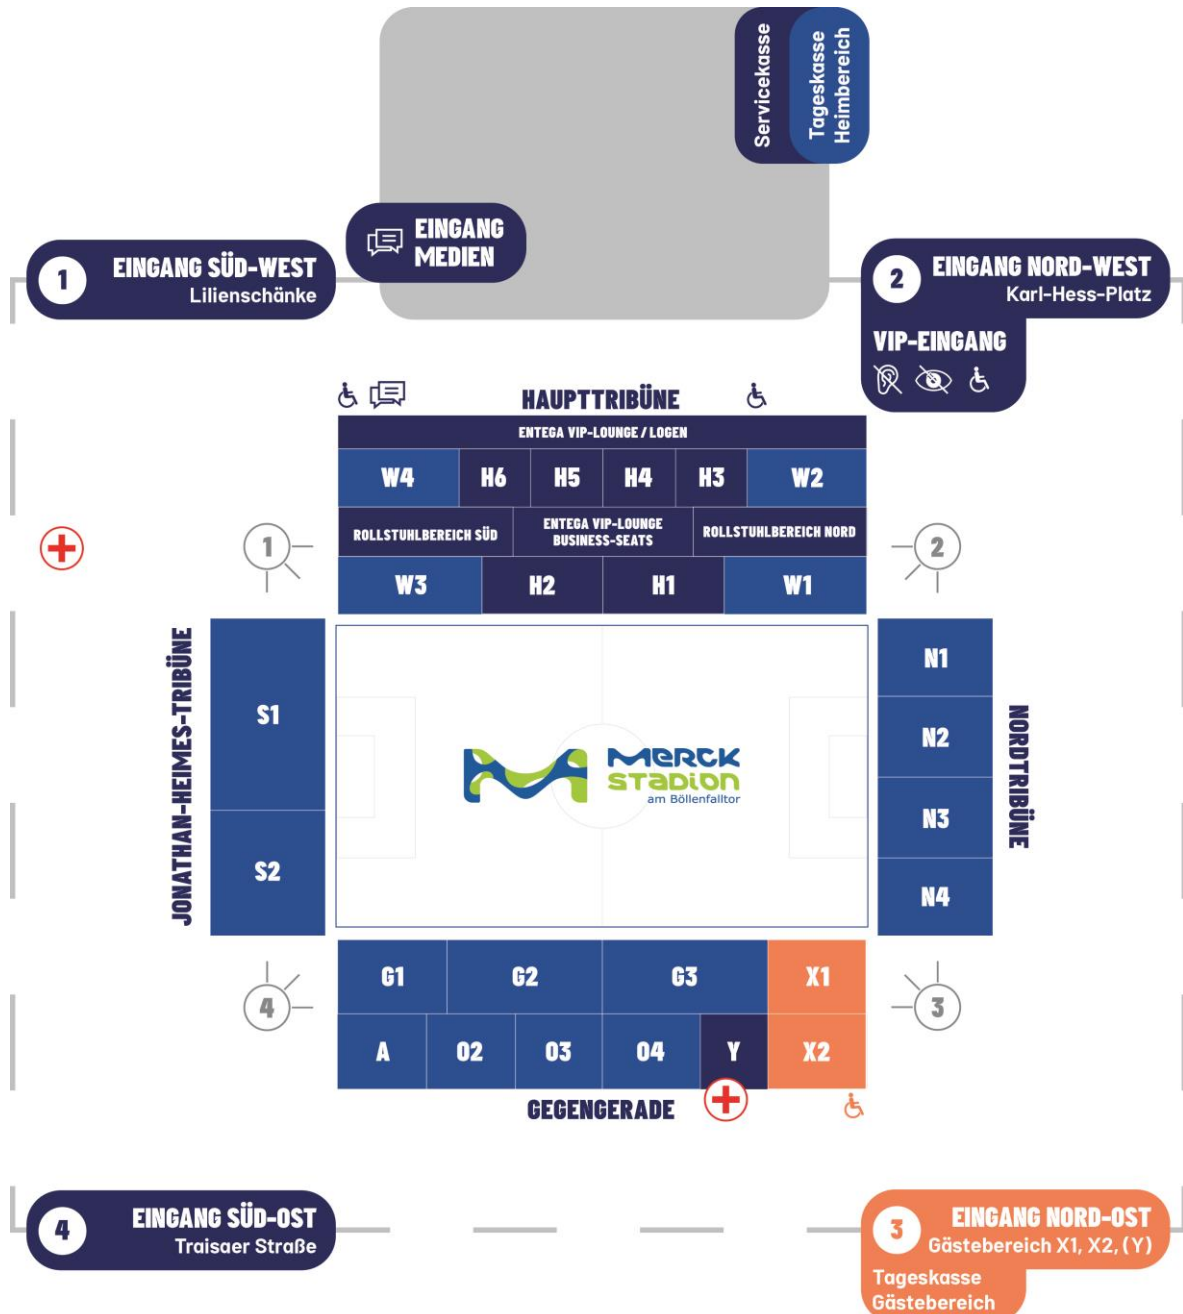 Servicekasse
Tageskasse
Heimbereich
EINGANG
MEDIEN
1
EINGANG SÜD-WEST
Lilienschänke
2
EINGANG NORD-WEST
Karl-Hess-Platz
VIP-EINGANG
HAUPTTRIBÜNE
ENTEGA VIP-LOUNGE / LOGEN
W4 H6 H5 H4 H3 W2
ROLLSTUHLBEREICH SÜD
ENTEGA VIP-LOUNGE
BUSINESS-SEATS
ROLLSTUHLBEREICH NORD
W3 H2 H1 W1
1
2
JONATHAN-HEIMES-TRIBÜNE
S1
S2
MERCK
STADION
am Böllenfalltor
N1
N2
N3
N4
NORDTRIBÜNE
G1 G2 G3 X1
A O2 O3 O4 Y X2
4
3
GEGENGERADE
4
EINGANG SÜD-OST
Traisaer Straße
3
EINGANG NORD-OST
Gästebereich X1, X2, (Y)
Tageskasse
Gästebereich